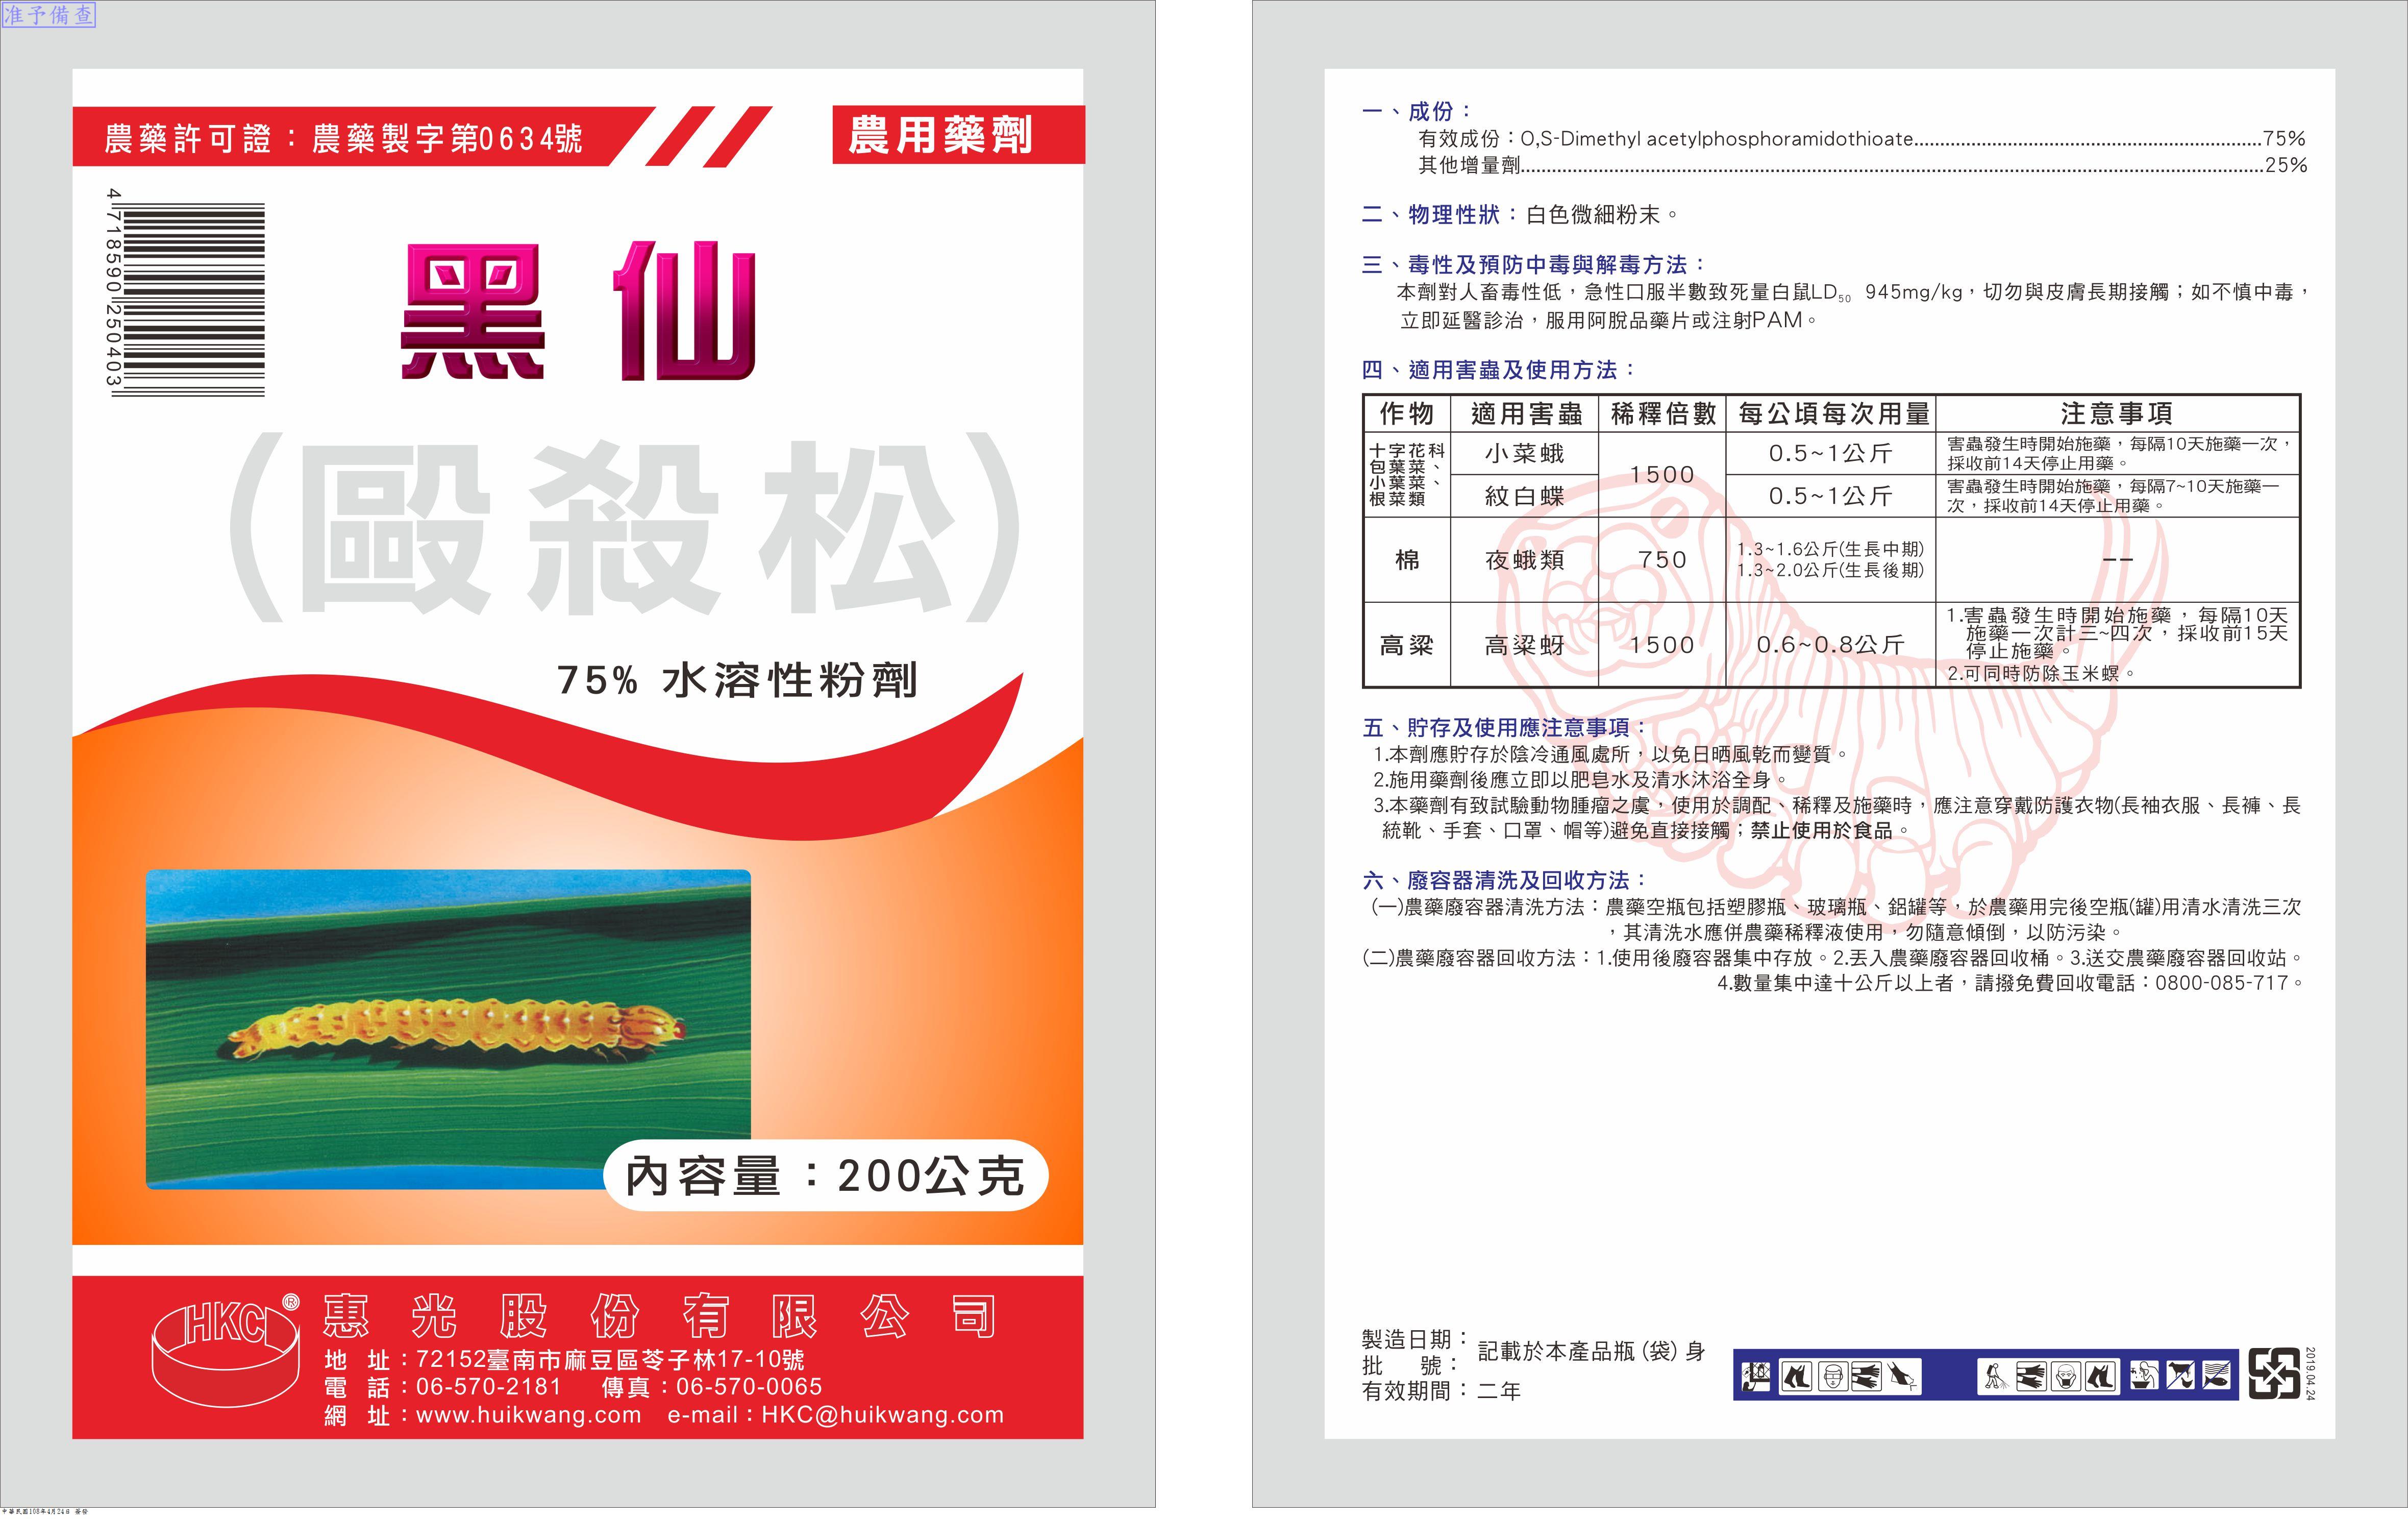 准予備查
農藥許可證：農藥製字第0634號
農用藥劑
4 718590 250403
黑仙
(毆殺松)
75% 水溶性粉劑
內容量：200公克
HKC®
惠光股份有限公司
地 址：72152臺南市麻豆區苓子林17-10號
電 話：06-570-2181 傳真：06-570-0065
網 址：www.huikwang.com e-mail：HKC@huikwang.com
中華民國108年4月24日 簽發
一、成份：
有效成份：O,S-Dimethyl acetylphosphoramidothioate....................75%
其他增量劑....................25%
二、物理性狀：白色微細粉末。
三、毒性及預防中毒與解毒方法：
本劑對人畜毒性低，急性口服半數致死量白鼠LD50 945mg/kg，切勿與皮膚長期接觸；如不慎中毒，
立即延醫診治，服用阿脫品藥片或注射PAM。
四、適用害蟲及使用方法：
作物 適用害蟲 稀釋倍數 每公頃每次用量 注意事項
十字花科
包葉菜、
小葉菜、
根菜類
小菜蛾
1500
0.5~1公斤
害蟲發生時開始施藥，每隔10天施藥一次，
採收前14天停止用藥。
紋白蝶
0.5~1公斤
害蟲發生時開始施藥，每隔7~10天施藥一
次，採收前14天停止用藥。
棉
夜蛾類
750
1.3~1.6公斤(生長中期)
1.3~2.0公斤(生長後期)
--
高粱
高粱蚜
1500
0.6~0.8公斤
1.害蟲發生時開始施藥，每隔10天
施藥一次計三~四次，採收前15天
停止施藥。
2.可同時防除玉米螟。
五、貯存及使用應注意事項：
1.本劑應貯存於陰冷通風處所，以免日晒風乾而變質。
2.施用藥劑後應立即以肥皂水及清水沐浴全身。
3.本藥劑有致試驗動物腫瘤之虞，使用於調配、稀釋及施藥時，應注意穿戴防護衣物(長袖衣服、長褲、長
統靴、手套、口罩、帽等)避免直接接觸；禁止使用於食品。
六、廢容器清洗及回收方法：
(一)農藥廢容器清洗方法：農藥空瓶包括塑膠瓶、玻璃瓶、鋁罐等，於農藥用完後空瓶(罐)用清水清洗三次
，其清洗水應併農藥稀釋液使用，勿隨意傾倒，以防污染。
(二)農藥廢容器回收方法：1.使用後廢容器集中存放。2.丟入農藥廢容器回收桶。3.送交農藥廢容器回收站。
4.數量集中達十公斤以上者，請撥免費回收電話：0800-085-717。
製造日期：
批 號：
記載於本產品瓶(袋)身
有效期間：二年
2019.04.24